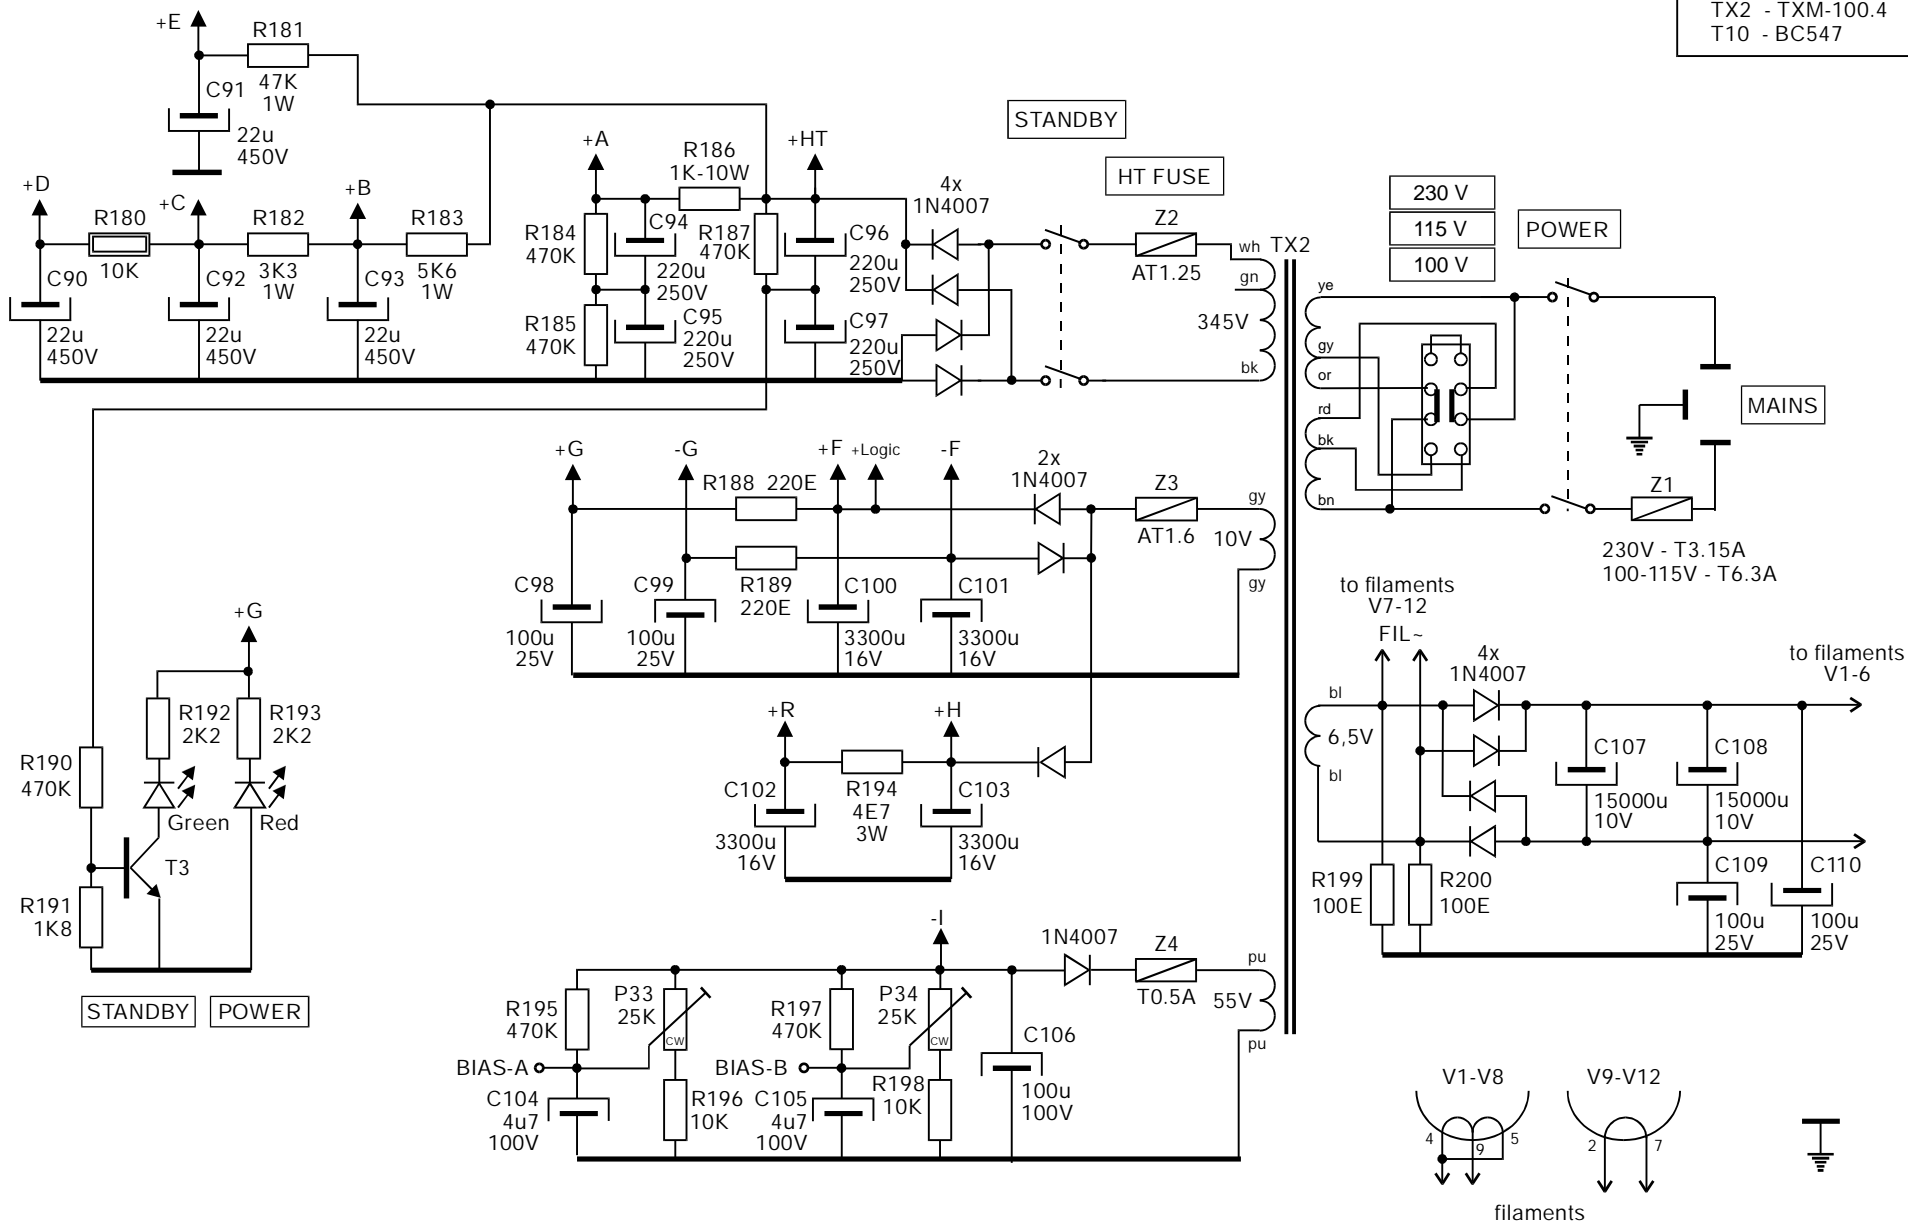 TX2 - TXM-100.4
T10 - BC547
+E
R181
47K
1W
C91
22u
450V
+D
R180
10K
+C
R182
3K3
1W
+B
R183
5K6
1W
C90
22u
450V
C92
22u
450V
C93
22u
450V
+A
R186
1K-10W
+HT
R184
470K
C94
220u
250V
R187
470K
C96
220u
250V
R185
470K
C95
220u
250V
C97
220u
250V
4x
1N4007
STANDBY
HT FUSE
Z2
AT1.25
wh
gn
345V
bk
TX2
230 V
115 V
100 V
POWER
ye
gy
or
rd
bk
bn
MAINS
Z1
230V - T3.15A
100-115V - T6.3A
+G
-G
R188 220E
+F
+Logic
-F
2x
1N4007
Z3
AT1.6
gy
10V
gy
R189
220E
C98
100u
25V
C99
100u
25V
C100
3300u
16V
C101
3300u
16V
+R
+H
C102
3300u
16V
R194
4E7
3W
C103
3300u
16V
+G
R192
2K2
R193
2K2
R190
470K
Green
Red
T3
R191
1K8
STANDBY
POWER
to filaments
V7-12
FIL~
4x
1N4007
to filaments
V1-6
bl
6,5V
bl
C107
15000u
10V
C108
15000u
10V
R199
100E
R200
100E
C109
100u
25V
C110
100u
25V
-I
1N4007
Z4
T0.5A
pu
55V
pu
R195
470K
P33
25K
CW
R197
470K
P34
25K
CW
C106
100u
100V
BIAS-A
BIAS-B
C104
4u7
100V
R196
10K
C105
4u7
100V
R198
10K
V1-V8
4
9
5
V9-V12
2
7
filaments